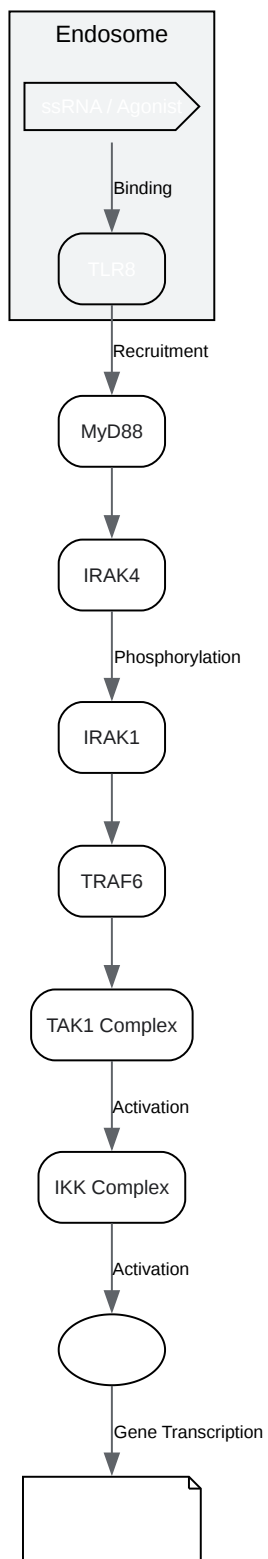 Endosome
ssRNA / Agonist
Binding
TLR8
Recruitment
MyD88
IRAK4
Phosphorylation
IRAK1
TRAF6
TAK1 Complex
Activation
IKK Complex
Activation
Gene Transcription